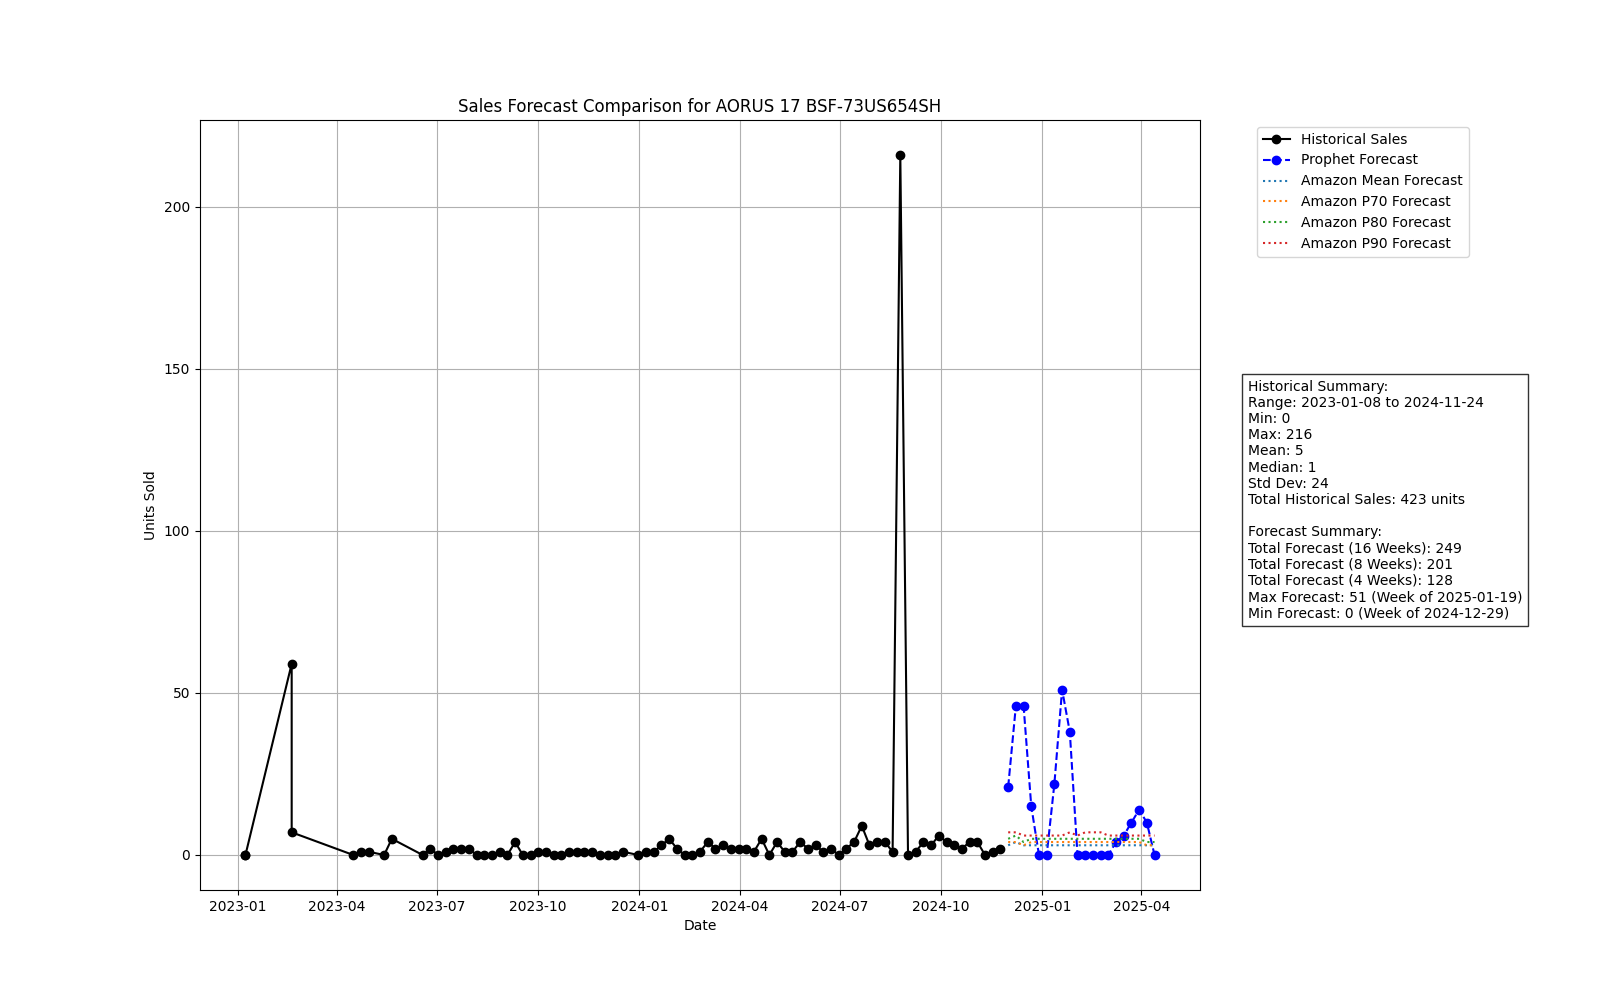 Sales Forecast Comparison for AORUS 17 BSF-73US654SH
Units Sold
200
150
100
50
0
2023-01
2023-04
2023-07
2023-10
2024-01
2024-04
2024-07
2024-10
2025-01
2025-04
Date
Historical Sales
Prophet Forecast
Amazon Mean Forecast
Amazon P70 Forecast
Amazon P80 Forecast
Amazon P90 Forecast
Historical Summary:
Range: 2023-01-08 to 2024-11-24
Min: 0
Max: 216
Mean: 5
Median: 1
Std Dev: 24
Total Historical Sales: 423 units
Forecast Summary:
Total Forecast (16 Weeks): 249
Total Forecast (8 Weeks): 201
Total Forecast (4 Weeks): 128
Max Forecast: 51 (Week of 2025-01-19)
Min Forecast: 0 (Week of 2024-12-29)